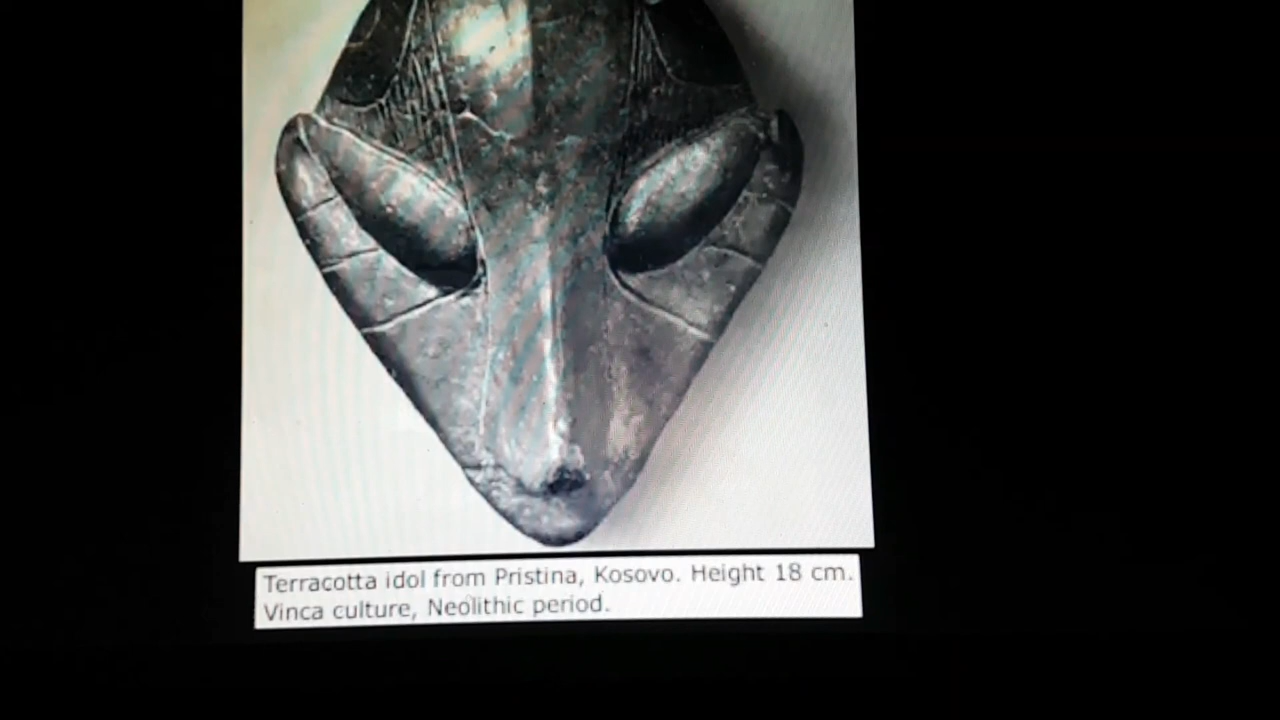 Terracotta idol from Pristina, Kosovo. Height 18 cm.
Vinca culture, Neolithic period.